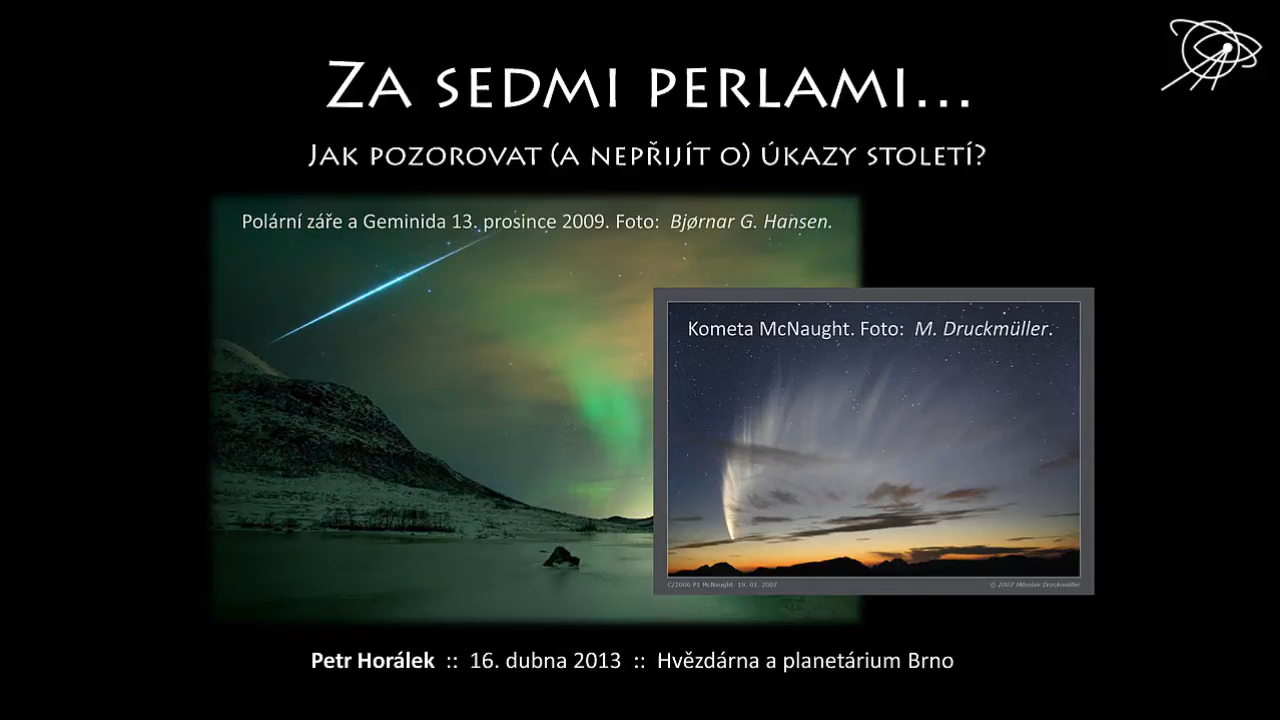 Za sedmi perlami…
Jak pozorovat (a nepřijít o) úkazy století?
Polární záře a Geminida 13. prosince 2009. Foto: Bjørnar G. Hansen.
Kometa McNaught. Foto: M. Druckmüller.
C/2006 P1 McNaught 19. 01. 2007
© 2007 Miloslav Druckmüller
Petr Horálek :: 16. dubna 2013 :: Hvězdárna a planetárium Brno